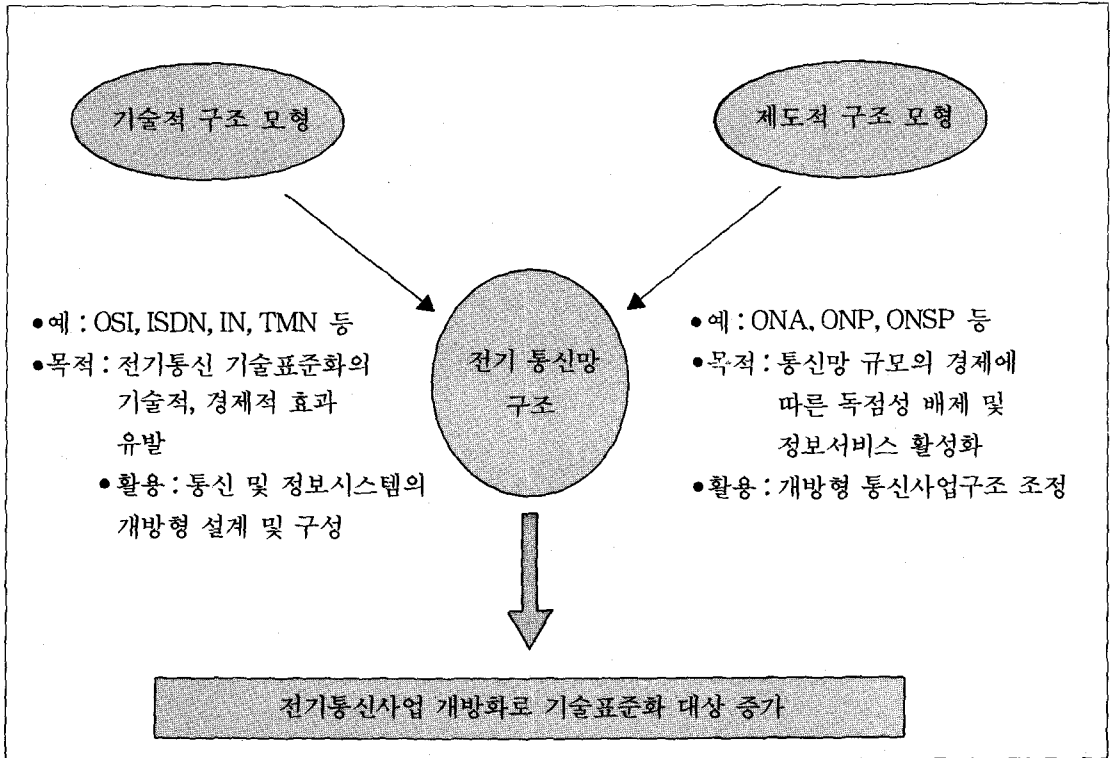 기술적 구조 모형
제도적 구조 모형
•예 : OSI, ISDN, IN, TMN 등
•목적 : 전기통신 기술표준화의
기술적, 경제적 효과
유발
•활용 : 통신 및 정보시스템의
개방형 설계 및 구성
전기 통신망
구조
•예 : ONA, ONP, ONSP 등
•목적 : 통신망 규모의 경제에
따른 독점성 배제 및
정보서비스 활성화
•활용 : 개방형 통신사업구조 조정
전기통신사업 개방화로 기술표준화 대상 증가